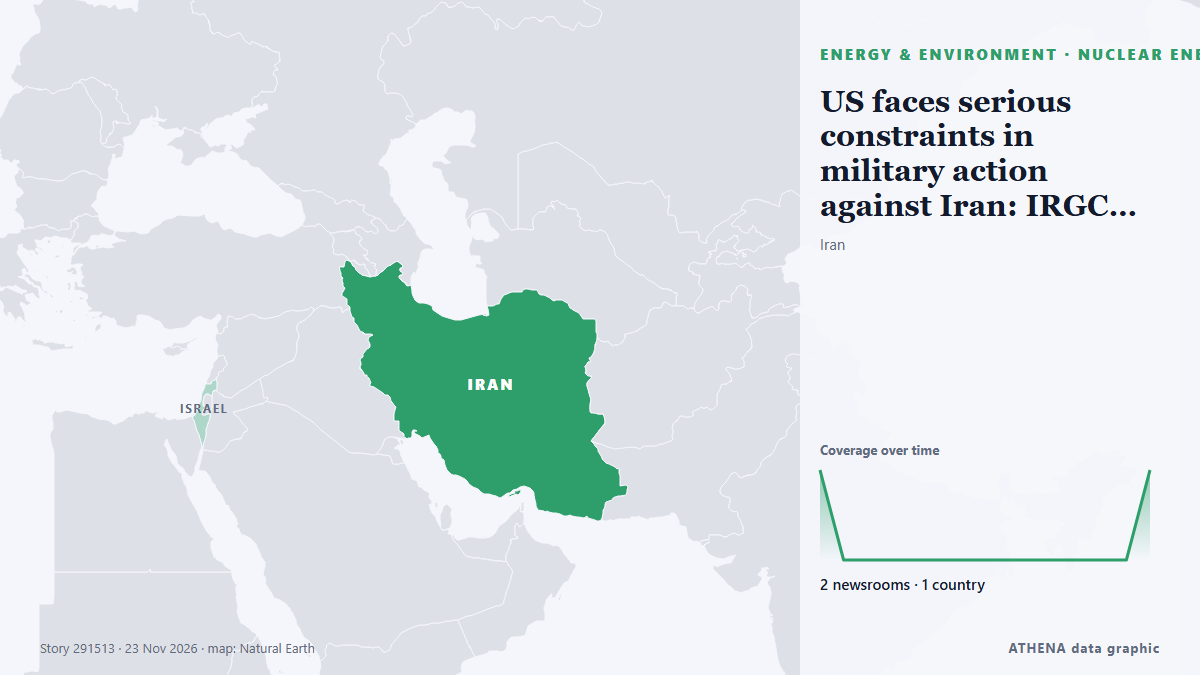 ENERGY & ENVIRONMENT · NUCLEAR ENE
US faces serious
constraints in
military action
against Iran: IRGC...
Iran
IRAN
ISRAEL
Coverage over time
2 newsrooms · 1 country
Story 291513 · 23 Nov 2026 · map: Natural Earth
ATHENA data graphic